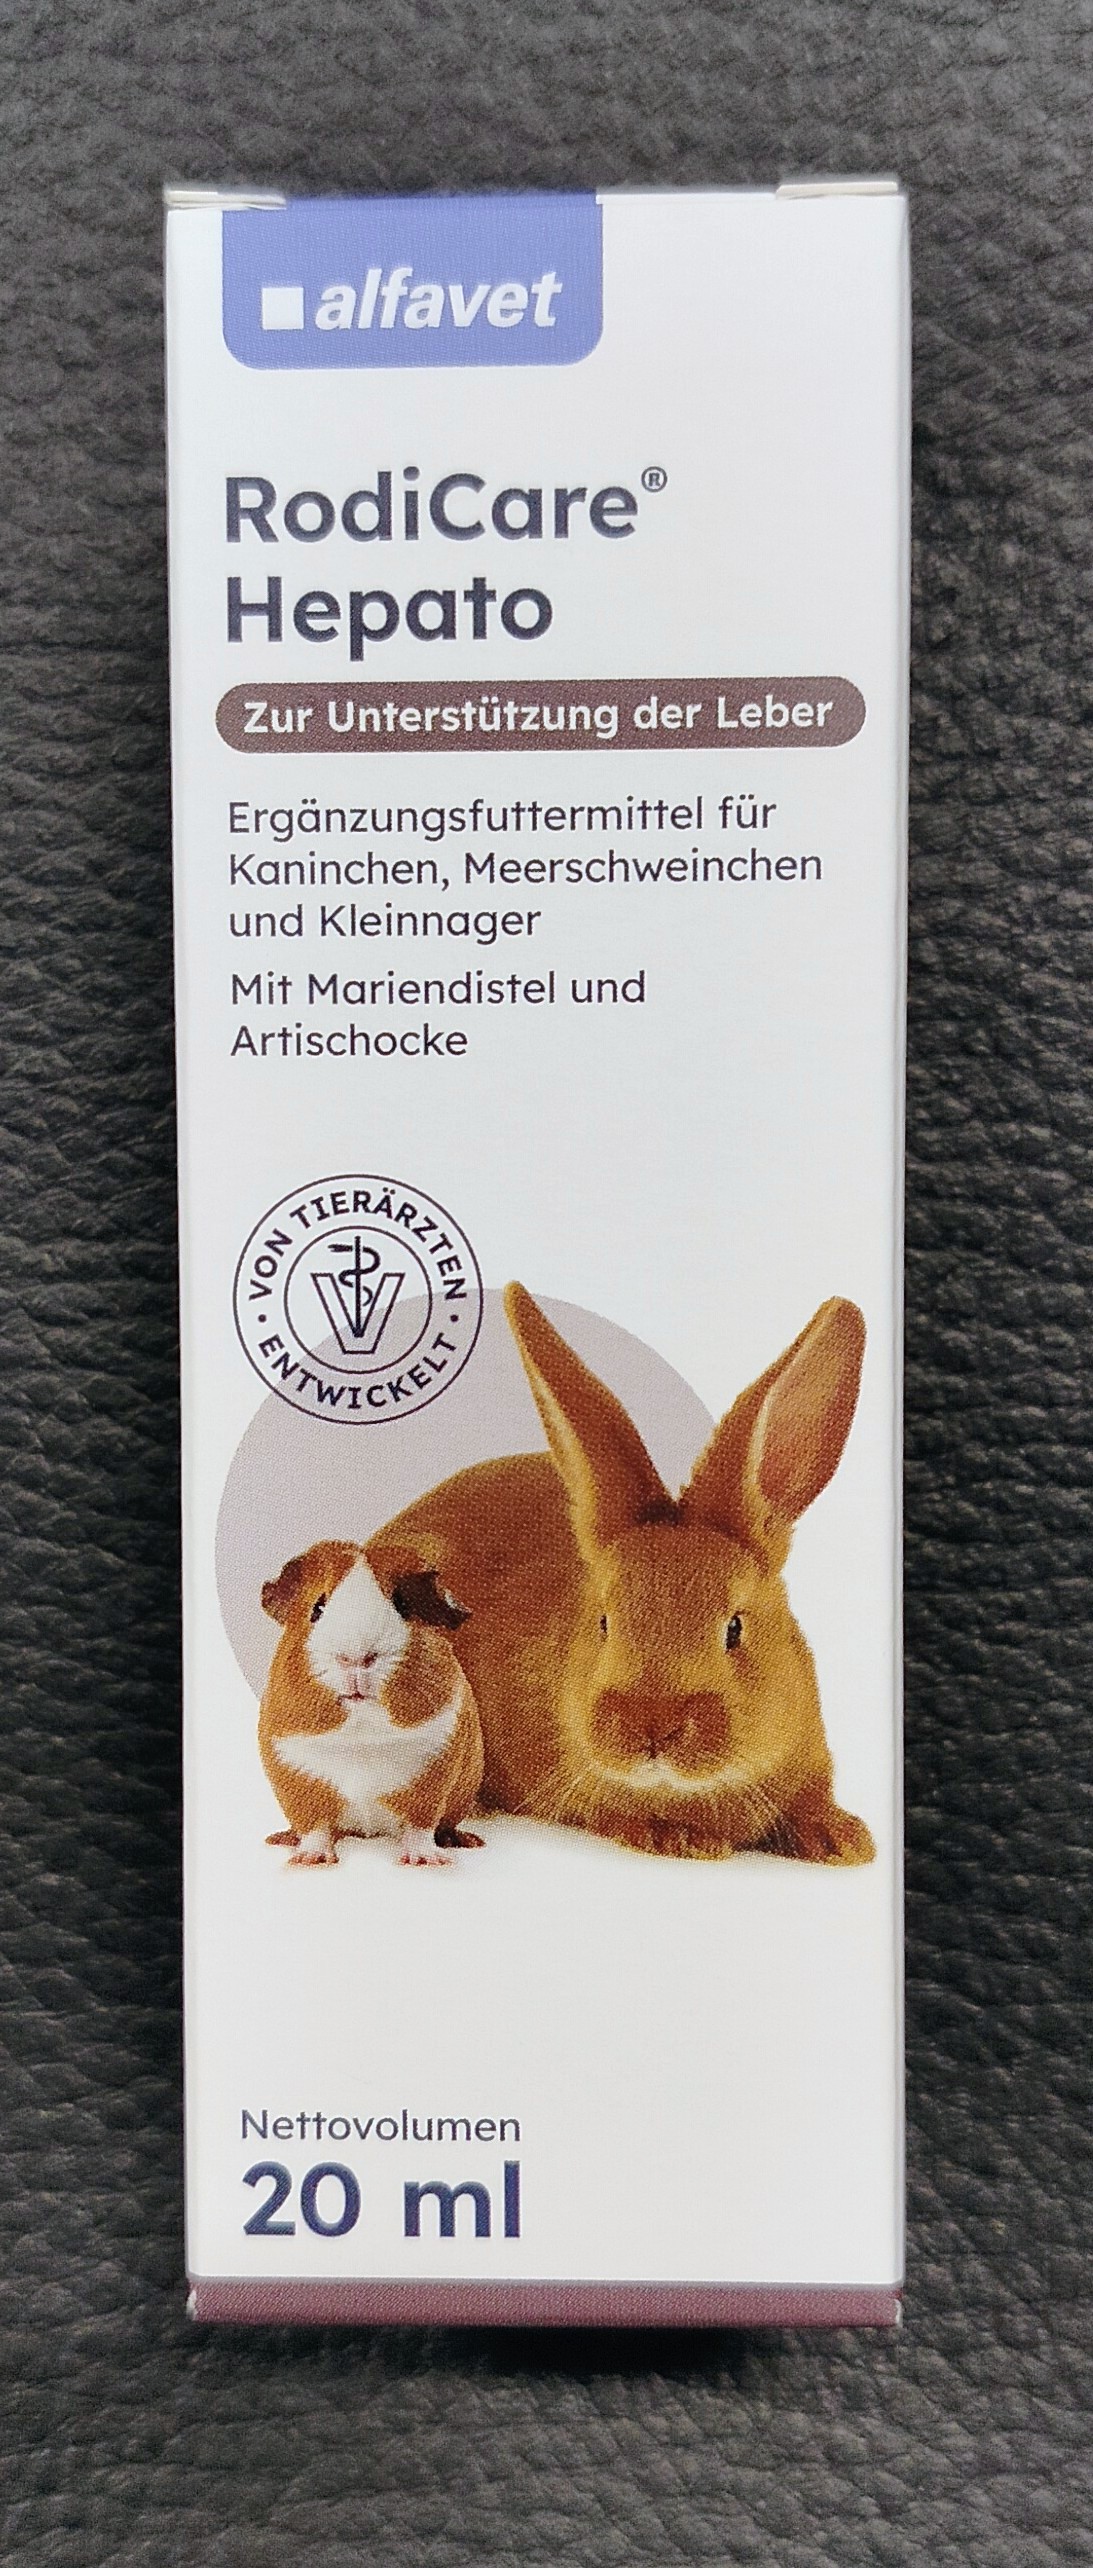 alfavet
RodiCare®
Hepato
Zur Unterstützung der Leber
Ergänzungsfuttermittel für
Kaninchen, Meerschweinchen
und Kleinnager
Mit Mariendistel und
Artischocke
· VON TIERÄRZTEN ·
ENTWICKELT
V
Nettovolumen
20 ml